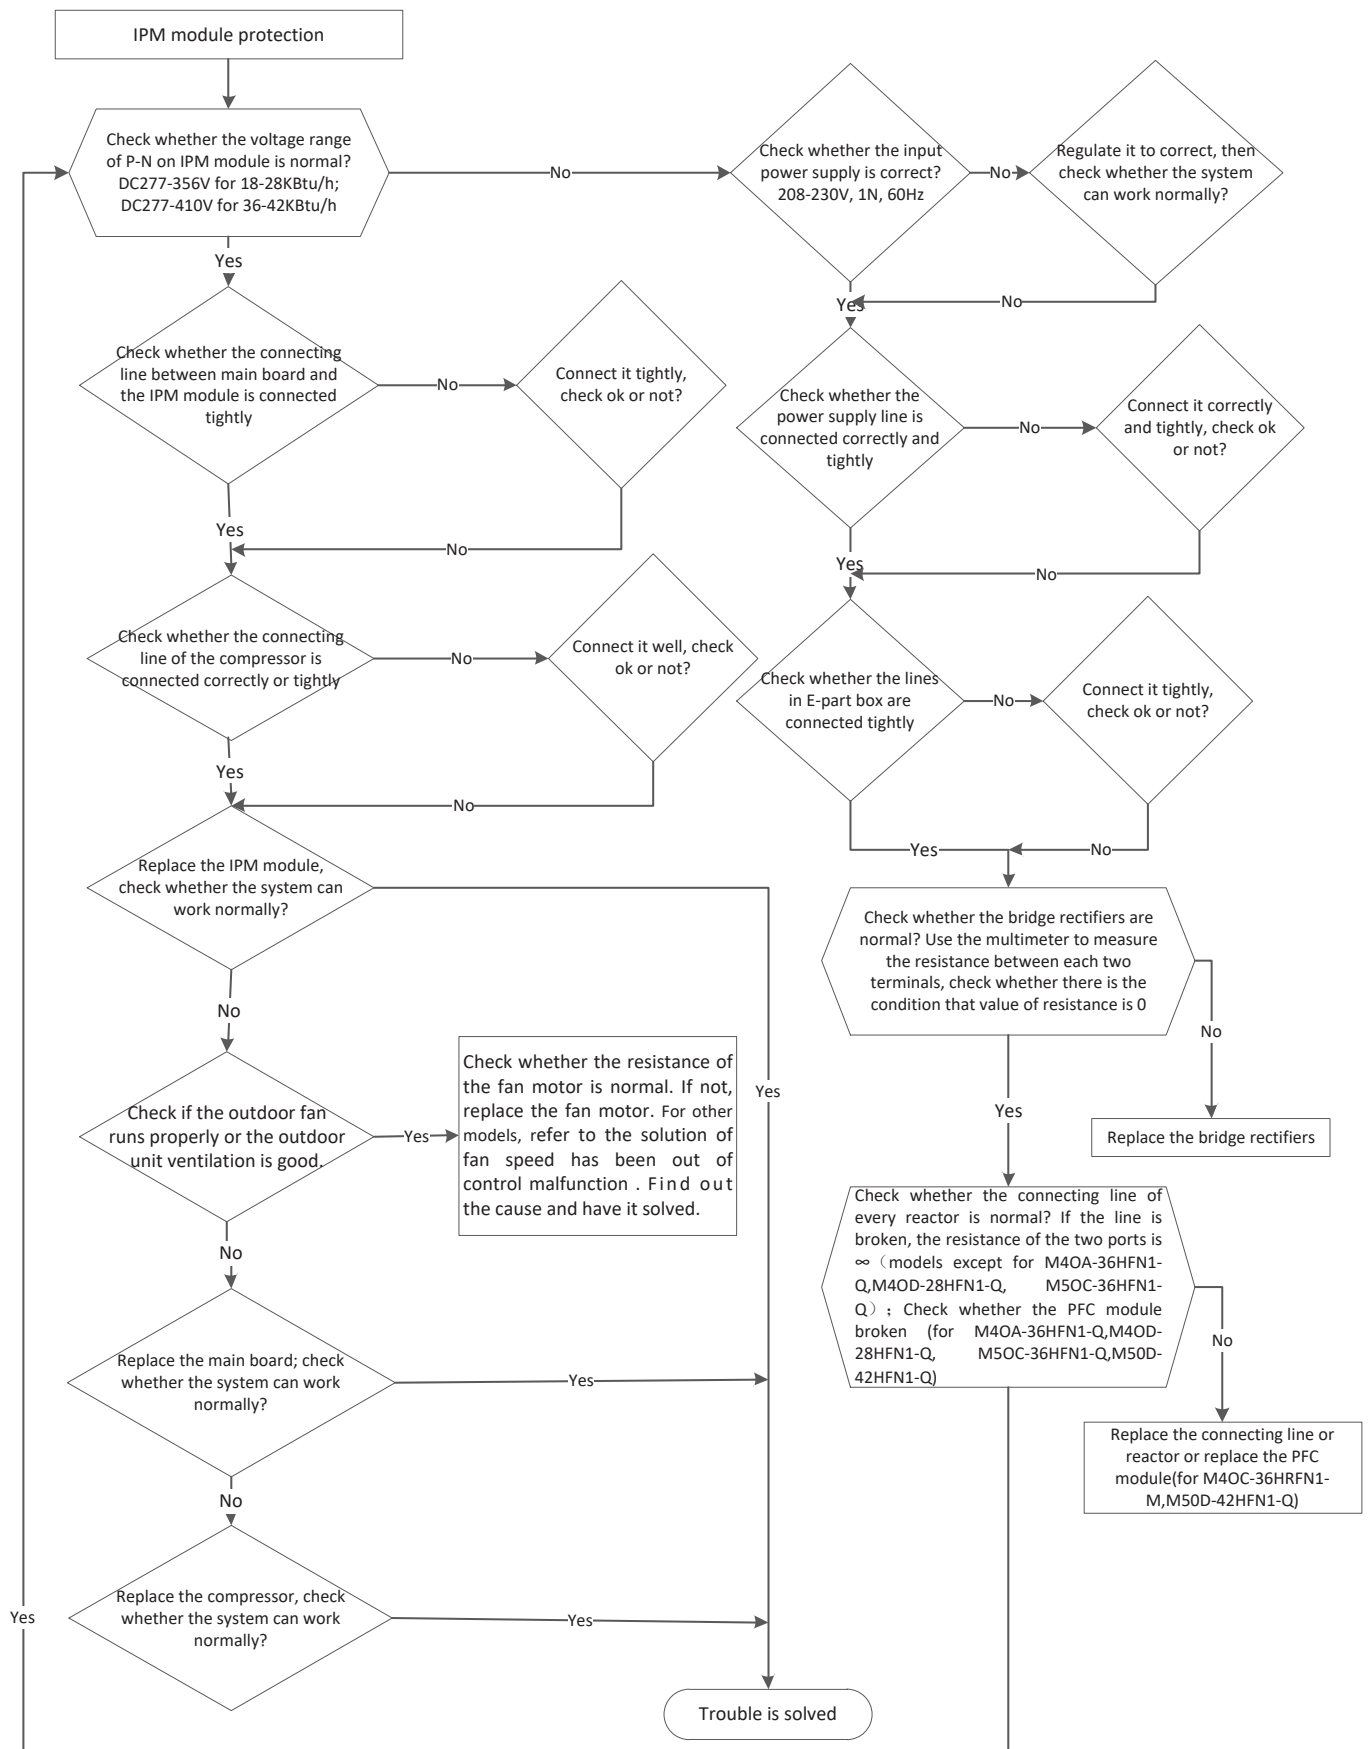 IPM module protection
Check whether the voltage range
of P-N on IPM module is normal?
DC277-356V for 18-28KBtu/h;
DC277-410V for 36-42KBtu/h
No
Check whether the input
power supply is correct?
208-230V, 1N, 60Hz
No
Regulate it to correct, then
check whether the system
can work normally?
Yes
Yes
No
Check whether the connecting
line between main board and
the IPM module is connected
tightly
No
Connect it tightly,
check ok or not?
Check whether the
power supply line is
connected correctly and
tightly
No
Connect it correctly
and tightly, check ok
or not?
Yes
No
Yes
No
Check whether the connecting
line of the compressor is
connected correctly or tightly
No
Connect it well, check
ok or not?
Check whether the lines
in E-part box are
connected tightly
No
Connect it tightly,
check ok or not?
Yes
No
Yes
No
Replace the IPM module,
check whether the system can
work normally?
Check whether the bridge rectifiers are
normal? Use the multimeter to measure
the resistance between each two
terminals, check whether there is the
condition that value of resistance is 0
No
No
Replace the bridge rectifiers
Yes
Yes
Check if the outdoor fan
runs properly or the outdoor
unit ventilation is good.
Yes
Check whether the resistance of
the fan motor is normal. If not,
replace the fan motor. For other
models, refer to the solution of
fan speed has been out of
control malfunction . Find out
the cause and have it solved.
Check whether the connecting line of
every reactor is normal? If the line is
broken, the resistance of the two ports is
∞（models except for M4OA-36HFN1-
Q,M4OD-28HFN1-Q, M5OC-36HFN1-
Q）；Check whether the PFC module
broken (for M4OA-36HFN1-Q,M4OD-
28HFN1-Q, M5OC-36HFN1-Q,M50D-
42HFN1-Q)
No
No
Replace the main board; check
whether the system can work
normally?
Yes
Replace the connecting line or
reactor or replace the PFC
module(for M4OC-36HRFN1-
M,M50D-42HFN1-Q)
No
Replace the compressor, check
whether the system can work
normally?
Yes
Yes
Trouble is solved